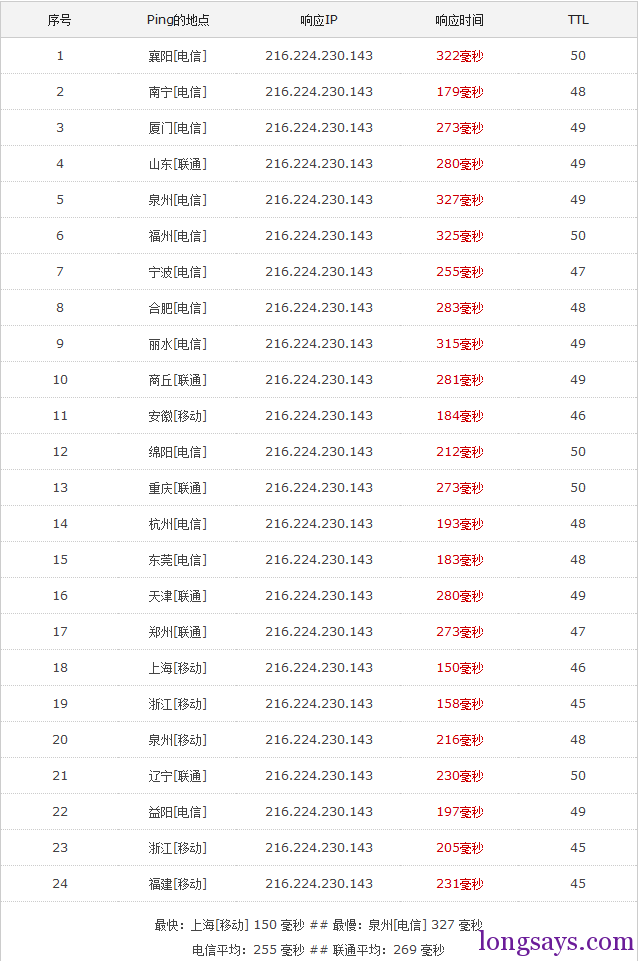 序号 Ping的地点 响应IP 响应时间 TTL
1 襄阳[电信] 216.224.230.143 322毫秒 50
2 南宁[电信] 216.224.230.143 179毫秒 48
3 厦门[电信] 216.224.230.143 273毫秒 49
4 山东[联通] 216.224.230.143 280毫秒 49
5 泉州[电信] 216.224.230.143 327毫秒 49
6 福州[电信] 216.224.230.143 325毫秒 50
7 宁波[电信] 216.224.230.143 255毫秒 47
8 合肥[电信] 216.224.230.143 283毫秒 48
9 丽水[电信] 216.224.230.143 315毫秒 49
10 商丘[联通] 216.224.230.143 281毫秒 49
11 安徽[移动] 216.224.230.143 184毫秒 46
12 绵阳[电信] 216.224.230.143 212毫秒 50
13 重庆[联通] 216.224.230.143 273毫秒 50
14 杭州[电信] 216.224.230.143 193毫秒 48
15 东莞[电信] 216.224.230.143 183毫秒 48
16 天津[联通] 216.224.230.143 280毫秒 49
17 郑州[联通] 216.224.230.143 273毫秒 47
18 上海[移动] 216.224.230.143 150毫秒 46
19 浙江[移动] 216.224.230.143 158毫秒 45
20 泉州[移动] 216.224.230.143 216毫秒 48
21 辽宁[联通] 216.224.230.143 230毫秒 50
22 益阳[电信] 216.224.230.143 197毫秒 49
23 浙江[移动] 216.224.230.143 205毫秒 45
24 福建[移动] 216.224.230.143 231毫秒 45
最快：上海[移动] 150 毫秒 ## 最慢：泉州[电信] 327 毫秒
电信平均：255 毫秒 ## 联通平均：269 毫秒
longsays.com